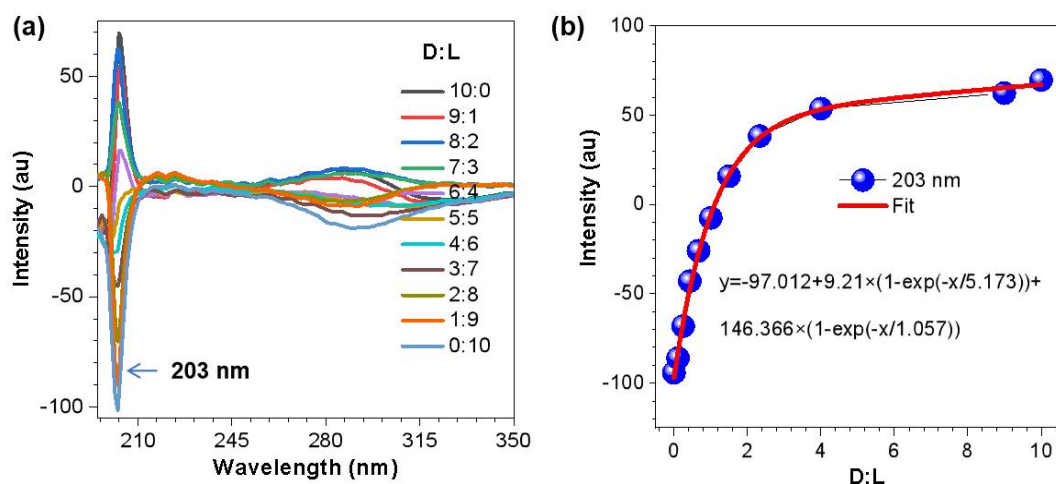 (a)
D:L
10:0
9:1
8:2
7:3
6:4
5:5
4:6
3:7
2:8
1:9
0:10
203 nm
50
0
-50
-100
Intensity (au)
210 245 280 315 350
Wavelength (nm)
(b)
100
50
0
-50
-100
Intensity (au)
203 nm
Fit
y=-97.012+9.21×(1-exp(-x/5.173))+
146.366×(1-exp(-x/1.057))
0 2 4 6 8 10
D:L